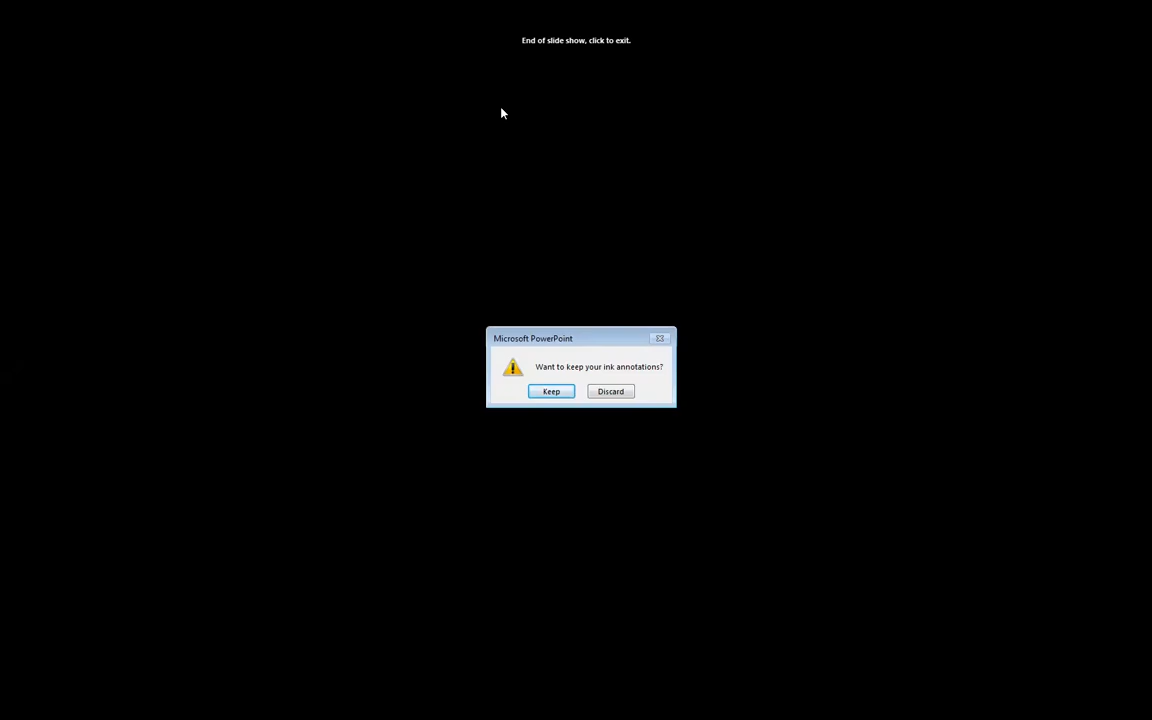 End of slide show, click to exit.
Microsoft PowerPoint
Want to keep your ink annotations?
Keep
Discard